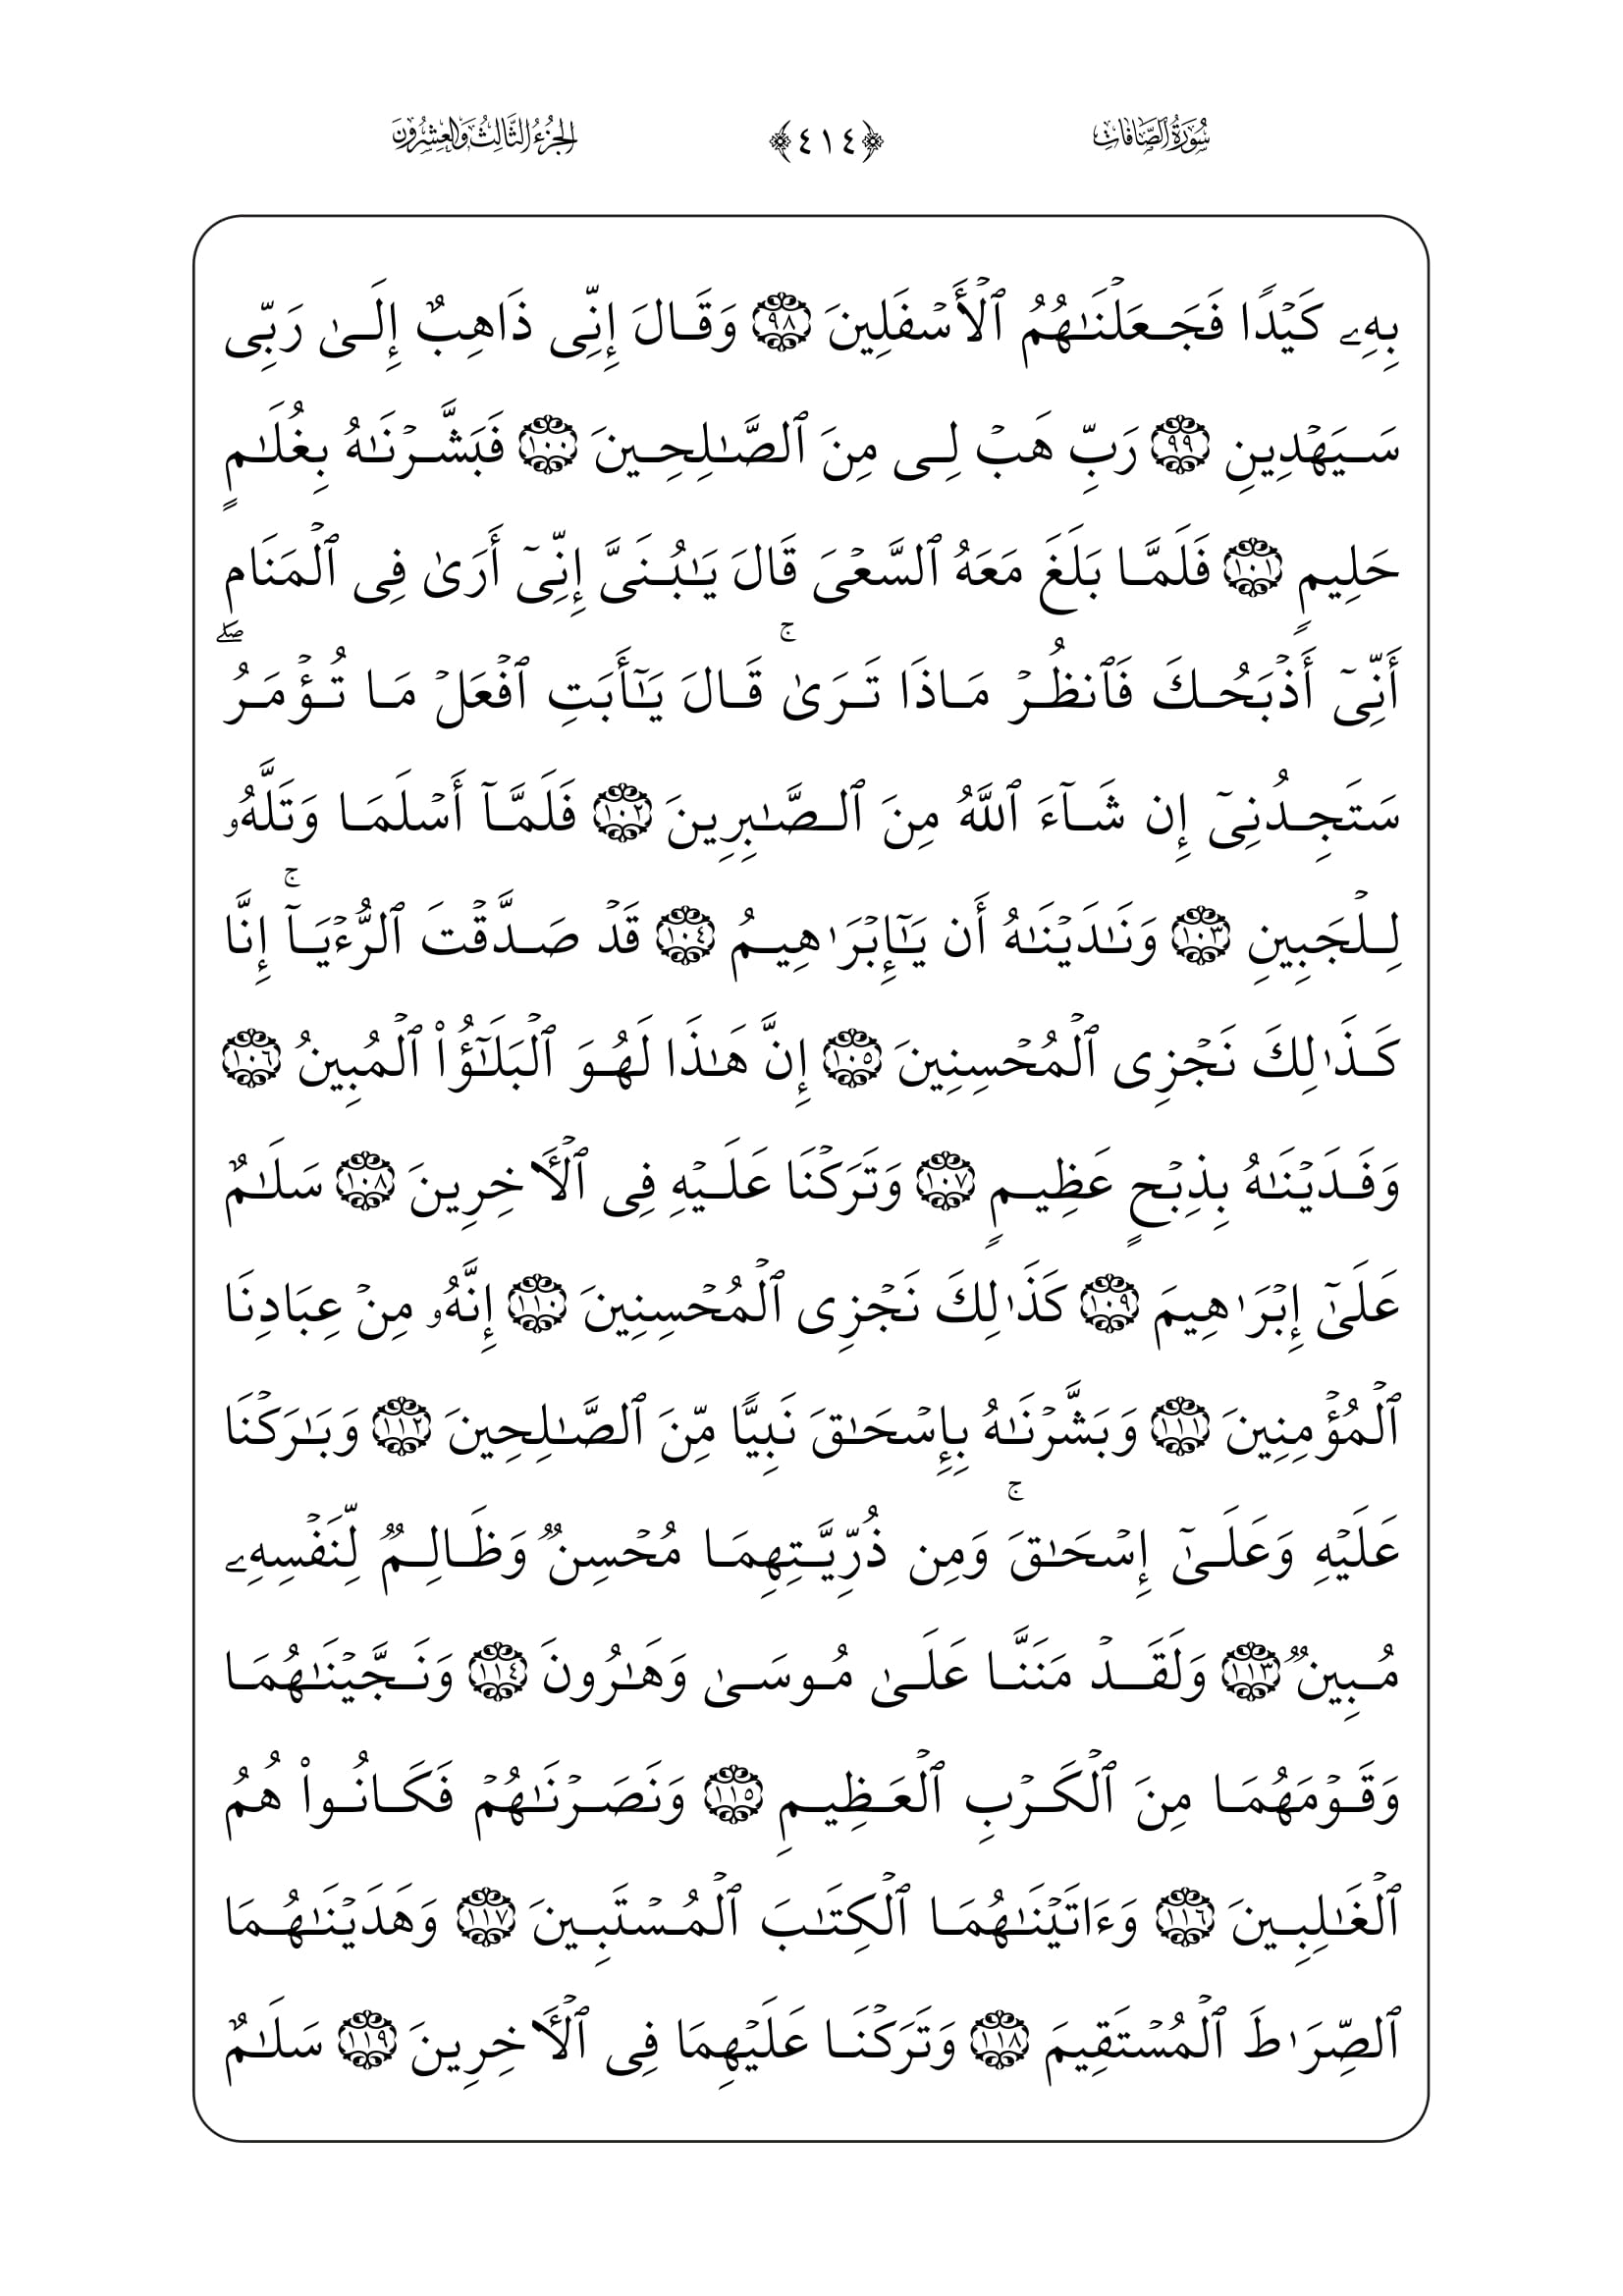 سُورَةُ الصَّافَّاتِ ﴿٤١٤﴾ الجُزْءُ الثَّالِثُ وَالعِشْرُونَ
بِهِۦ كَيۡدٗا فَجَعَلۡنَٰهُمُ ٱلۡأَسۡفَلِينَ ٩٨ وَقَالَ إِنِّي ذَاهِبٌ إِلَىٰ رَبِّي
سَيَهۡدِينِ ٩٩ رَبِّ هَبۡ لِي مِنَ ٱلصَّٰلِحِينَ ١٠٠ فَبَشَّرۡنَٰهُ بِغُلَٰمٍ
حَلِيمٖ ١٠١ فَلَمَّا بَلَغَ مَعَهُ ٱلسَّعۡيَ قَالَ يَٰبُنَيَّ إِنِّيٓ أَرَىٰ فِي ٱلۡمَنَامِ
أَنِّيٓ أَذۡبَحُكَ فَٱنظُرۡ مَاذَا تَرَىٰۚ قَالَ يَٰٓأَبَتِ ٱفۡعَلۡ مَا تُؤۡمَرُۖ
سَتَجِدُنِيٓ إِن شَآءَ ٱللَّهُ مِنَ ٱلصَّٰبِرِينَ ١٠٢ فَلَمَّآ أَسۡلَمَا وَتَلَّهُۥ
لِلۡجَبِينِ ١٠٣ وَنَٰدَيۡنَٰهُ أَن يَٰٓإِبۡرَٰهِيمُ ١٠٤ قَدۡ صَدَّقۡتَ ٱلرُّءۡيَآۚ إِنَّا
كَذَٰلِكَ نَجۡزِي ٱلۡمُحۡسِنِينَ ١٠٥ إِنَّ هَٰذَا لَهُوَ ٱلۡبَلَٰٓؤُاْ ٱلۡمُبِينُ ١٠٦
وَفَدَيۡنَٰهُ بِذِبۡحٍ عَظِيمٖ ١٠٧ وَتَرَكۡنَا عَلَيۡهِ فِي ٱلۡأٓخِرِينَ ١٠٨ سَلَٰمٌ
عَلَىٰٓ إِبۡرَٰهِيمَ ١٠٩ كَذَٰلِكَ نَجۡزِي ٱلۡمُحۡسِنِينَ ١١٠ إِنَّهُۥ مِنۡ عِبَادِنَا
ٱلۡمُؤۡمِنِينَ ١١١ وَبَشَّرۡنَٰهُ بِإِسۡحَٰقَ نَبِيّٗا مِّنَ ٱلصَّٰلِحِينَ ١١٢ وَبَٰرَكۡنَا
عَلَيۡهِ وَعَلَىٰٓ إِسۡحَٰقَۚ وَمِن ذُرِّيَّتِهِمَا مُحۡسِنٞ وَظَالِمٞ لِّنَفۡسِهِۦ
مُبِينٞ ١١٣ وَلَقَدۡ مَنَنَّا عَلَىٰ مُوسَىٰ وَهَٰرُونَ ١١٤ وَنَجَّيۡنَٰهُمَا
وَقَوۡمَهُمَا مِنَ ٱلۡكَرۡبِ ٱلۡعَظِيمِ ١١٥ وَنَصَرۡنَٰهُمۡ فَكَانُواْ هُمُ
ٱلۡغَٰلِبِينَ ١١٦ وَءَاتَيۡنَٰهُمَا ٱلۡكِتَٰبَ ٱلۡمُسۡتَبِينَ ١١٧ وَهَدَيۡنَٰهُمَا
ٱلصِّرَٰطَ ٱلۡمُسۡتَقِيمَ ١١٨ وَتَرَكۡنَا عَلَيۡهِمَا فِي ٱلۡأٓخِرِينَ ١١٩ سَلَٰمٌ